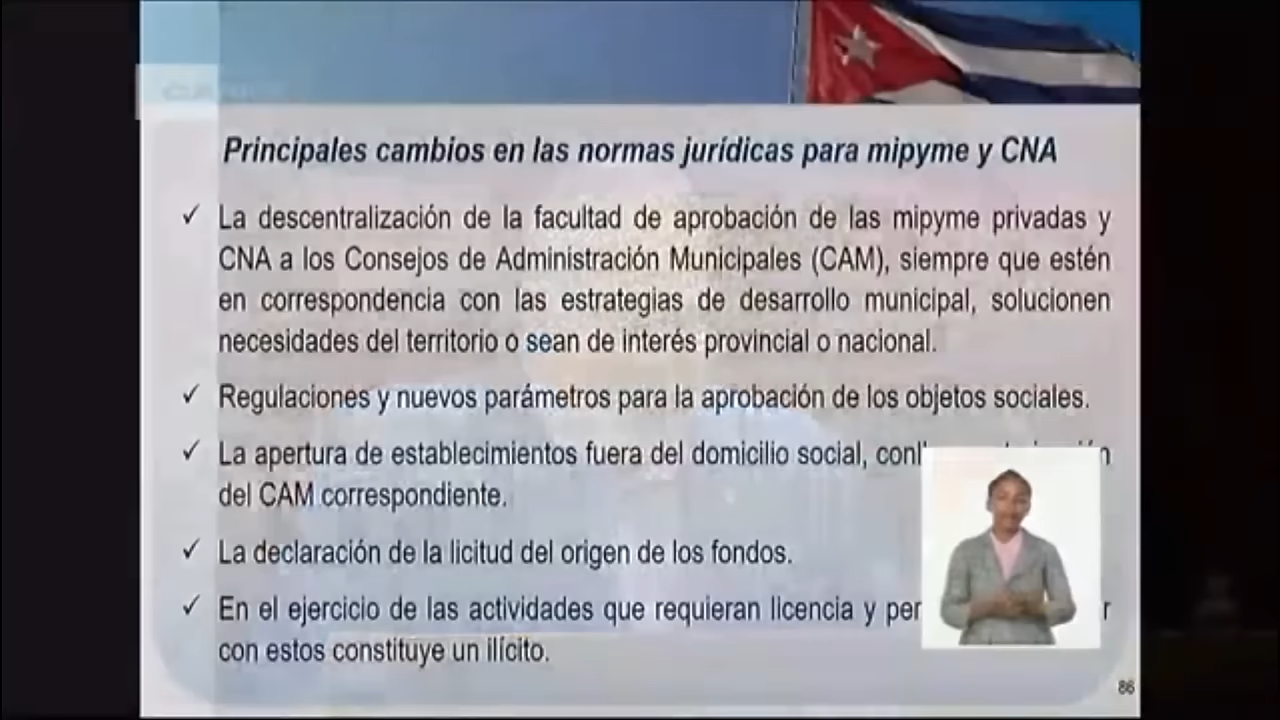 Principales cambios en las normas jurídicas para mipyme y CNA
✓ La descentralización de la facultad de aprobación de las mipyme privadas y
CNA a los Consejos de Administración Municipales (CAM), siempre que estén
en correspondencia con las estrategias de desarrollo municipal, solucionen
necesidades del territorio o sean de interés provincial o nacional.
✓ Regulaciones y nuevos parámetros para la aprobación de los objetos sociales.
✓ La apertura de establecimientos fuera del domicilio social,
del CAM correspondiente.
✓ La declaración de la licitud del origen de los fondos.
✓ En el ejercicio de las actividades que requieran licencia y
con estos constituye un ilícito.
86